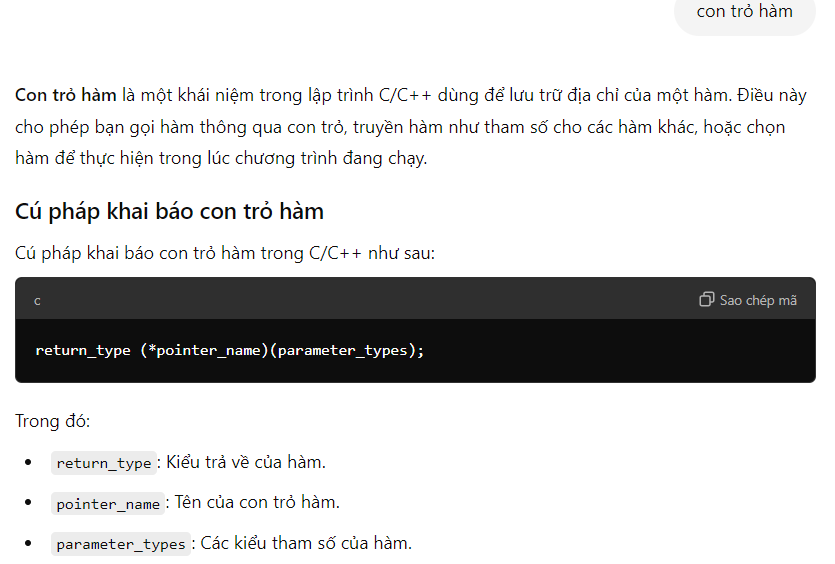 con trỏ hàm
Con trỏ hàm là một khái niệm trong lập trình C/C++ dùng để lưu trữ địa chỉ của một hàm. Điều này
cho phép bạn gọi hàm thông qua con trỏ, truyền hàm như tham số cho các hàm khác, hoặc chọn
hàm để thực hiện trong lúc chương trình đang chạy.
Cú pháp khai báo con trỏ hàm
Cú pháp khai báo con trỏ hàm trong C/C++ như sau:
c Sao chép mã
return_type (*pointer_name)(parameter_types);
Trong đó:
• return_type: Kiểu trả về của hàm.
• pointer_name: Tên của con trỏ hàm.
• parameter_types: Các kiểu tham số của hàm.